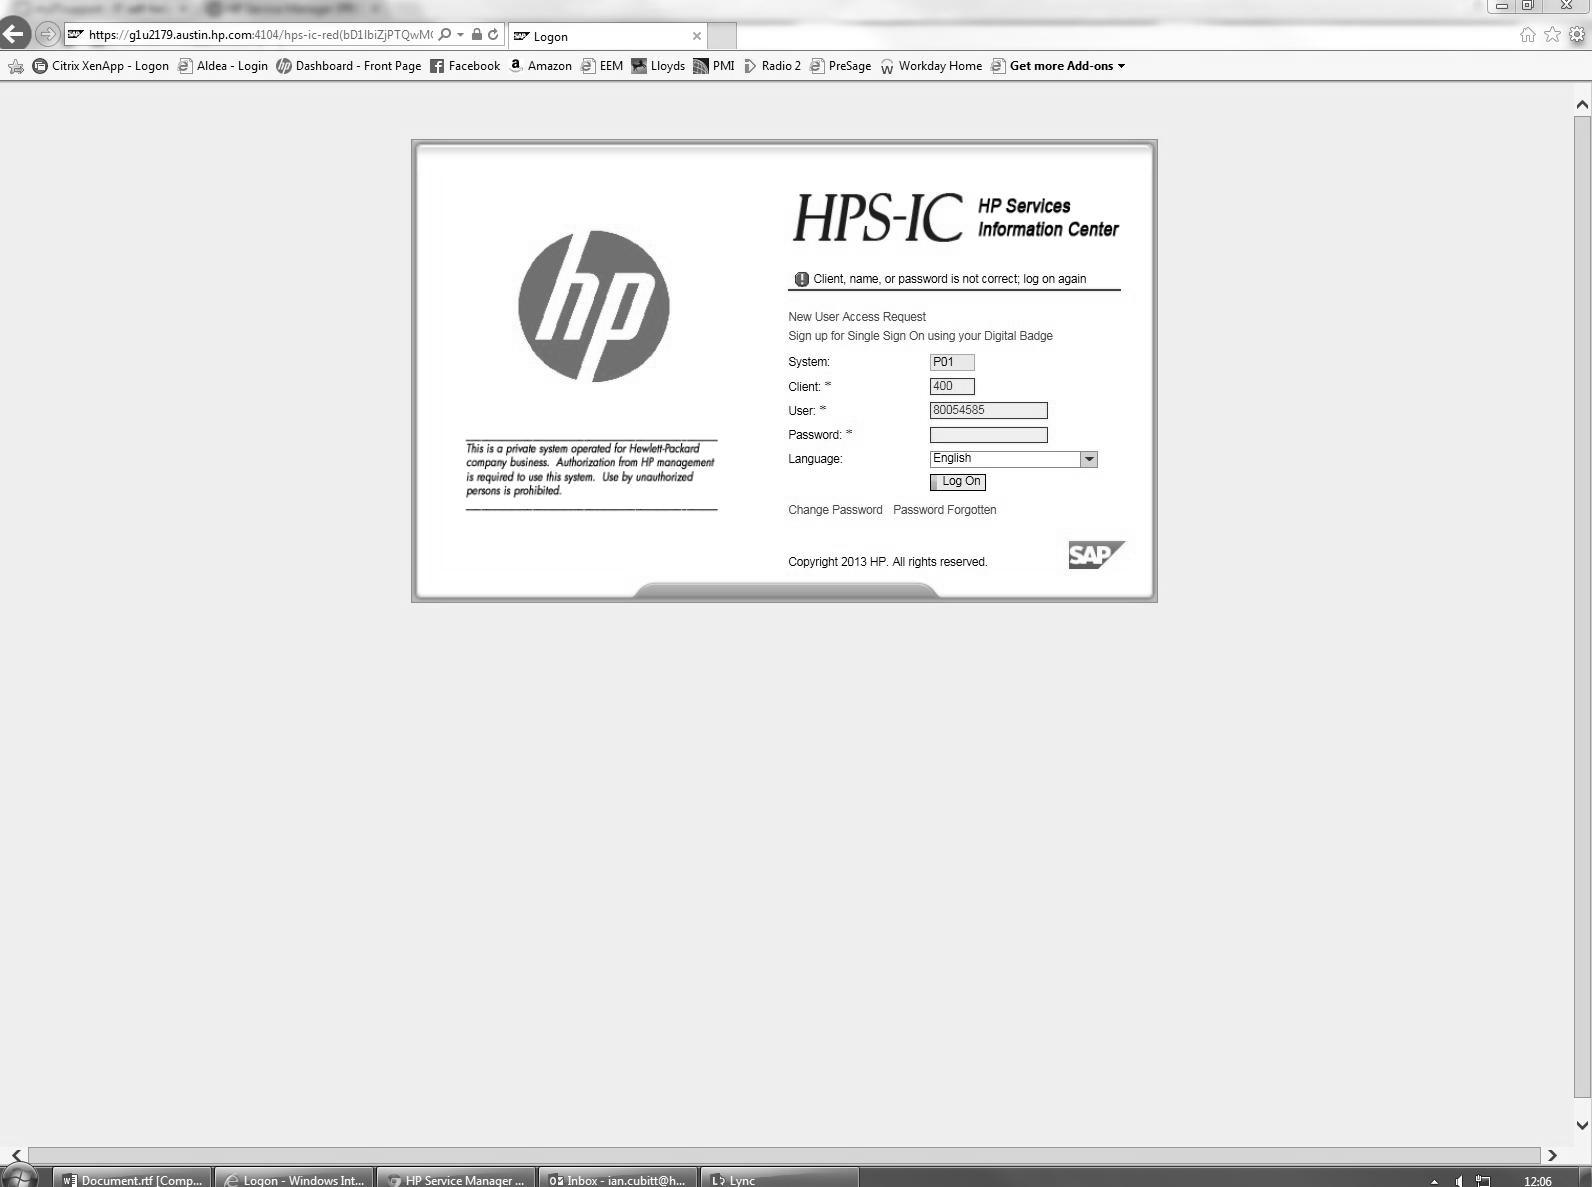 https://g1u2179.austin.hp.com:4104/hps-ic-red(bD1lbiZjPTQwM(
SAP Logon
Citrix XenApp - Logon Aldea - Login Dashboard - Front Page Facebook Amazon EEM Lloyds PMI Radio 2 PreSage Workday Home Get more Add-ons
hp
HPS-IC HP Services
Information Center
Client, name, or password is not correct; log on again
New User Access Request
Sign up for Single Sign On using your Digital Badge
System: P01
Client: * 400
User: * 80054585
Password: *
Language: English
Log On
Change Password Password Forgotten
This is a private system operated for Hewlett-Packard
company business. Authorization from HP management
is required to use this system. Use by unauthorized
persons is prohibited.
Copyright 2013 HP. All rights reserved.
SAP
Document.rtf [Comp... Logon - Windows Int... HP Service Manager ... Inbox - ian.cubitt@h... Lync 12:06